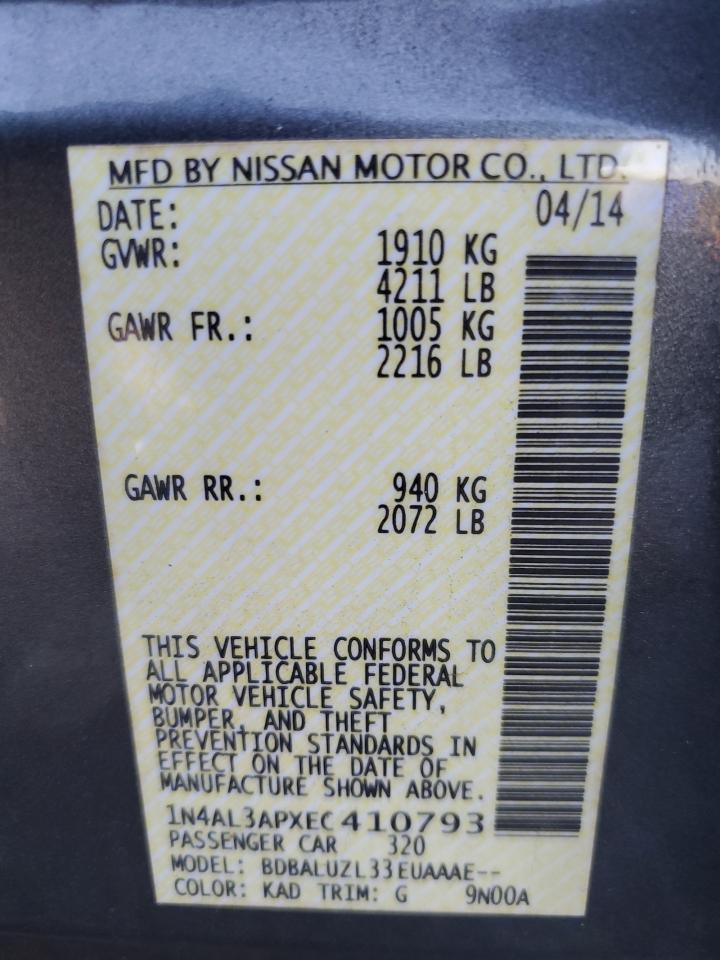 MFD BY NISSAN MOTOR CO., LTD.
DATE: 04/14
GVWR: 1910 KG
4211 LB
GAWR FR.: 1005 KG
2216 LB
GAWR RR.: 940 KG
2072 LB
THIS VEHICLE CONFORMS TO
ALL APPLICABLE FEDERAL
MOTOR VEHICLE SAFETY,
BUMPER, AND THEFT
PREVENTION STANDARDS IN
EFFECT ON THE DATE OF
MANUFACTURE SHOWN ABOVE.
1N4AL3APXEC410793
PASSENGER CAR 320
MODEL: BDBALUZL33EUAAAE--
COLOR: KAD TRIM: G 9N00A